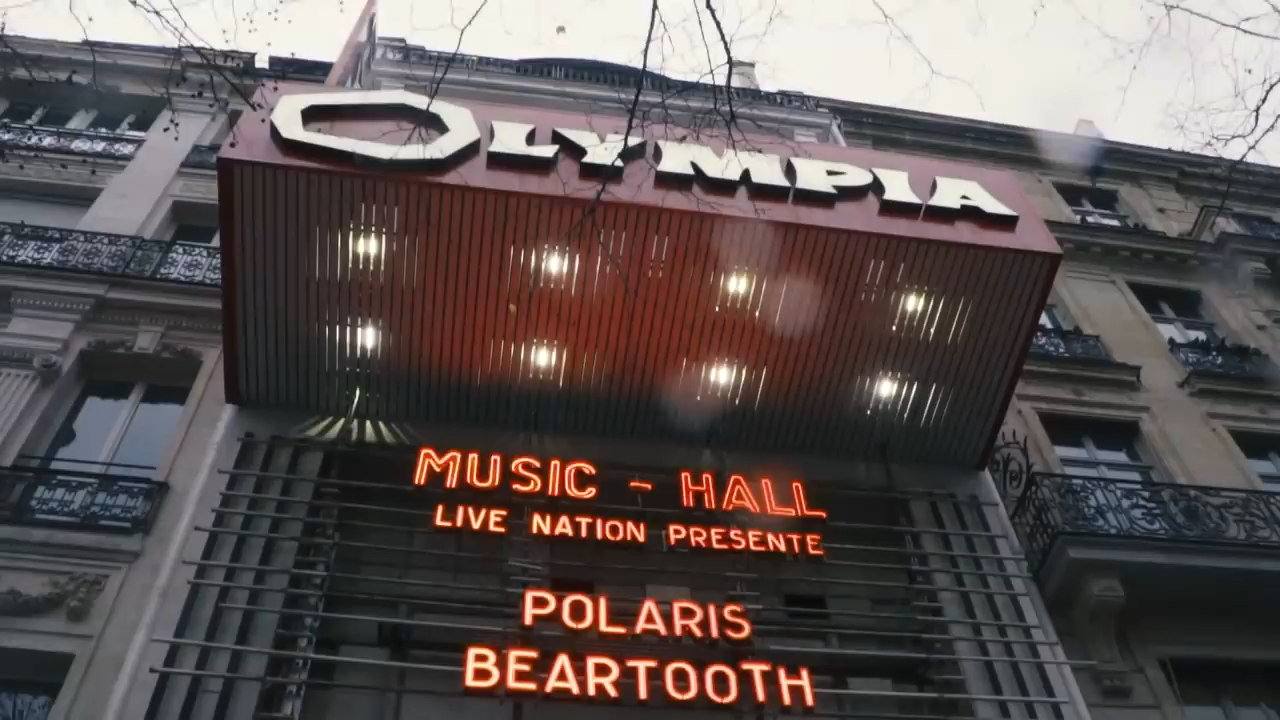 OLYMPIA
MUSIC - HALL
LIVE NATION PRESENTE
POLARIS
BEARTOOTH